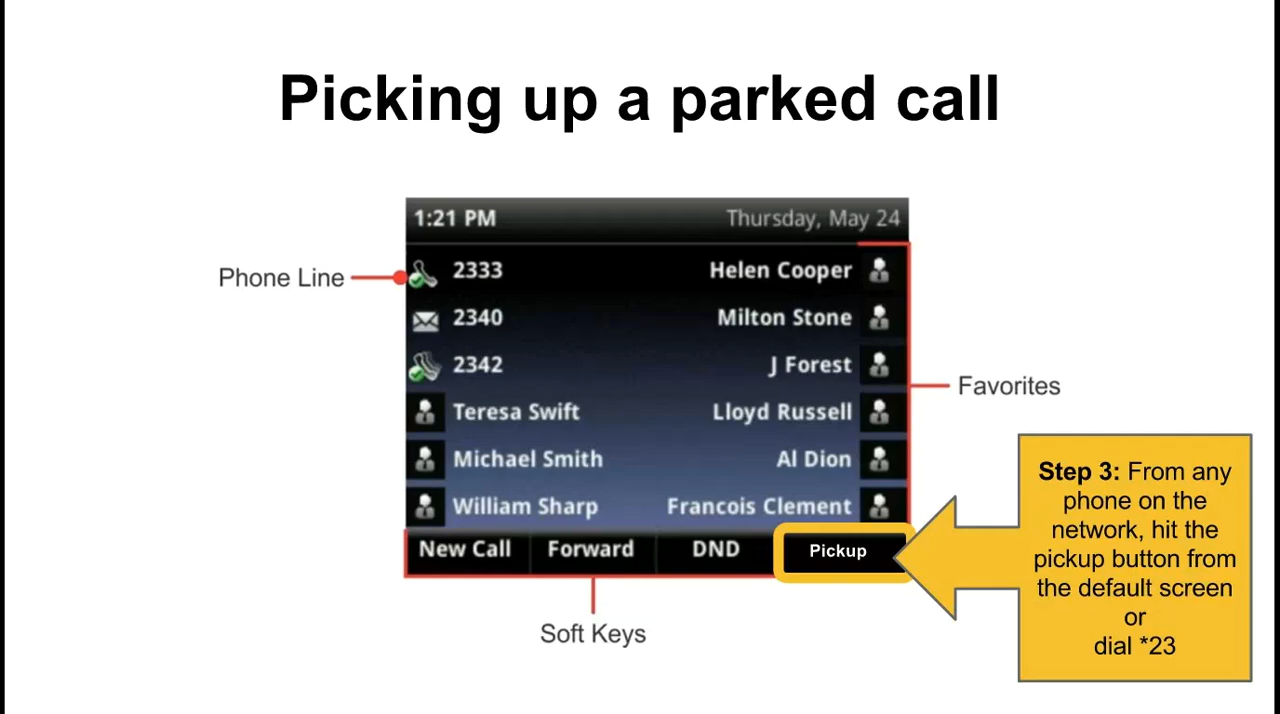 Picking up a parked call
1:21 PM Thursday, May 24
Phone Line
2333 Helen Cooper
2340 Milton Stone
2342 J Forest
Favorites
Teresa Swift Lloyd Russell
Michael Smith Al Dion
William Sharp Francois Clement
New Call Forward DND Pickup
Soft Keys
Step 3: From any
phone on the
network, hit the
pickup button from
the default screen
or
dial *23